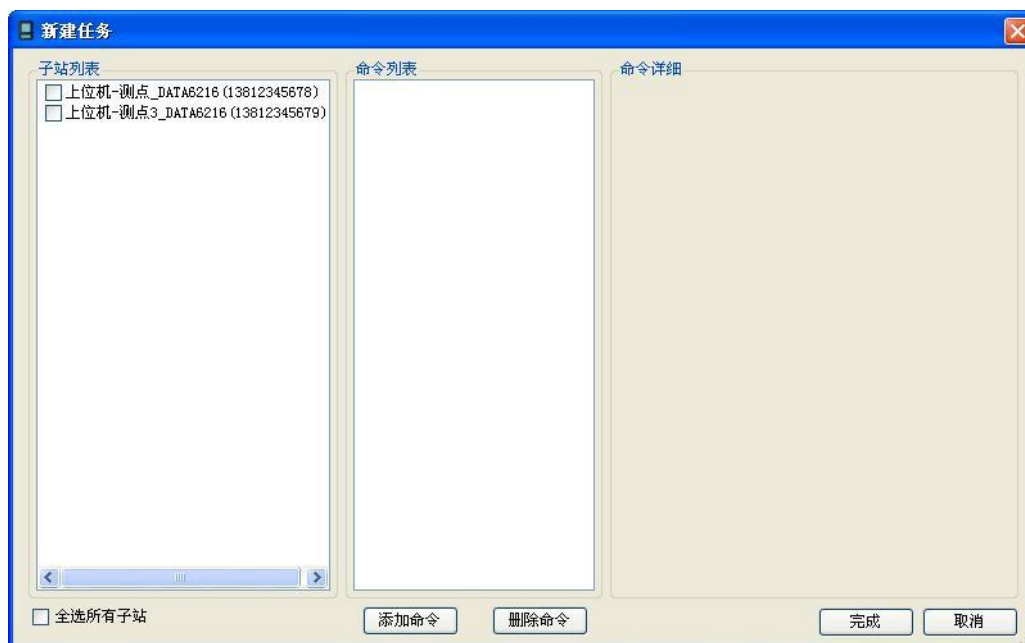 新建任务
子站列表
上位机-测点_DATA6216(13812345678)
上位机-测点3_DATA6216(13812345679)
全选所有子站
命令列表
添加命令
删除命令
命令详细
完成
取消